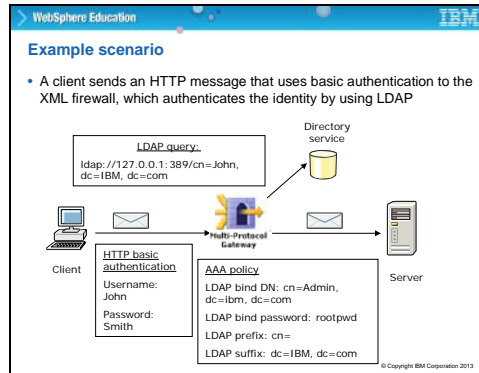 WebSphere Education
IBM
Example scenario
• A client sends an HTTP message that uses basic authentication to the
XML firewall, which authenticates the identity by using LDAP
LDAP query:
ldap://127.0.0.1:389/cn=John,
dc=IBM, dc=com
Directory
service
Multi-Protocol
Gateway
Client
Server
HTTP basic
authentication
Username:
John
Password:
Smith
AAA policy
LDAP bind DN: cn=Admin,
dc=ibm, dc=com
LDAP bind password: rootpwd
LDAP prefix: cn=
LDAP suffix: dc=IBM, dc=com
© Copyright IBM Corporation 2013